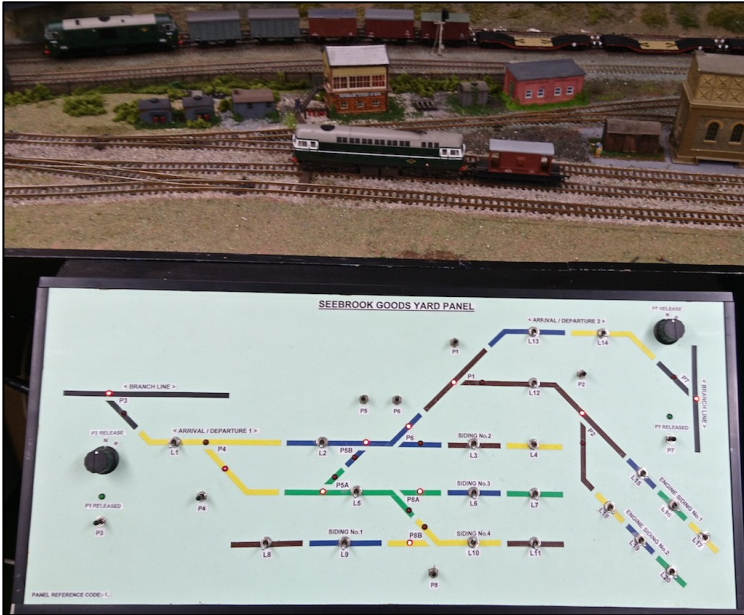 SEEBROOK GOODS YARD PANEL
< ARRIVAL / DEPARTURE 2 >
P7 RELEASE
N
L13
L14
P1
P1
P2
P7
< BRANCH LINE >
P3
< BRANCH LINE >
L12
P5
P6
P7 RELEASED
P7
< ARRIVAL / DEPARTURE 1 >
P3 RELEASE
N
L1
P4
L2
P5B
P6
SIDING No.2
L3
L4
P2
L15
P5A
L5
P8A
SIDING No.3
L6
L7
P4
L16
ENGINE SIDING No.1
L17
P3 RELEASED
P3
L18
ENGINE SIDING No.2
L19
L20
SIDING No.1
L8
L9
P8B
SIDING No.4
L10
L11
P8
PANEL REFERENCE CODE:-